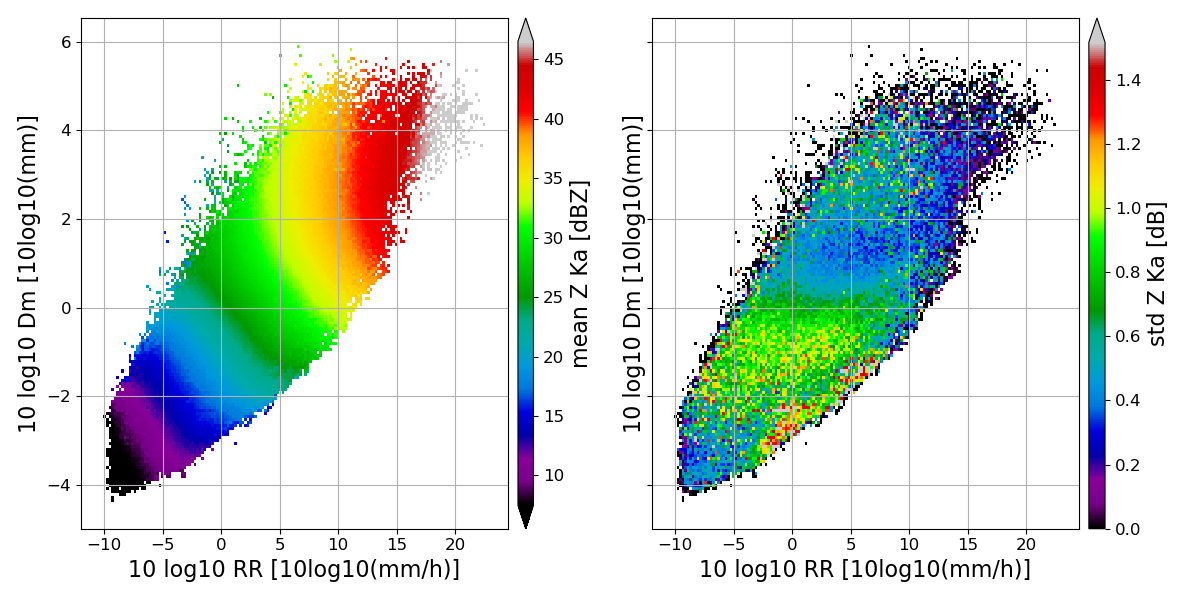 6
4
2
0
−2
−4
10 log10 Dm [10log10(mm)]
−10 −5 0 5 10 15 20
10 log10 RR [10log10(mm/h)]
45
40
35
30
25
20
15
10
mean Z Ka [dBZ]
10 log10 Dm [10log10(mm)]
−10 −5 0 5 10 15 20
10 log10 RR [10log10(mm/h)]
1.4
1.2
1.0
0.8
0.6
0.4
0.2
0.0
std Z Ka [dB]